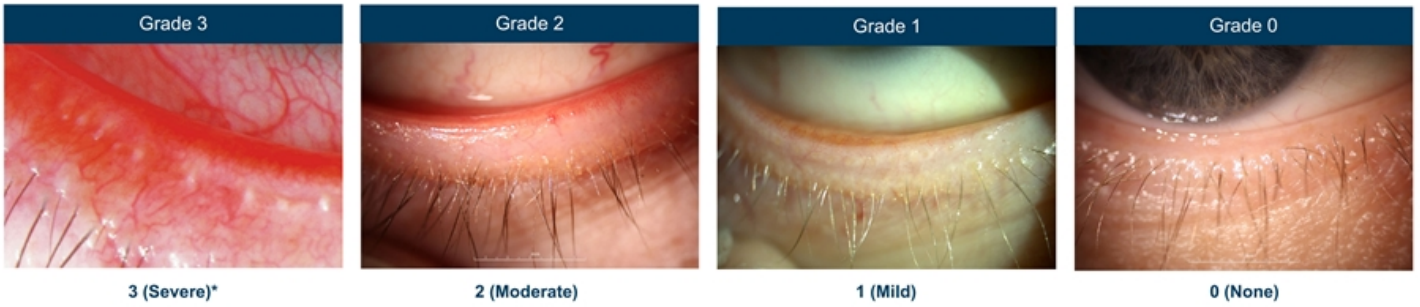 Grade 3
Grade 2
Grade 1
Grade 0
3 (Severe)*
2 (Moderate)
1 (Mild)
0 (None)